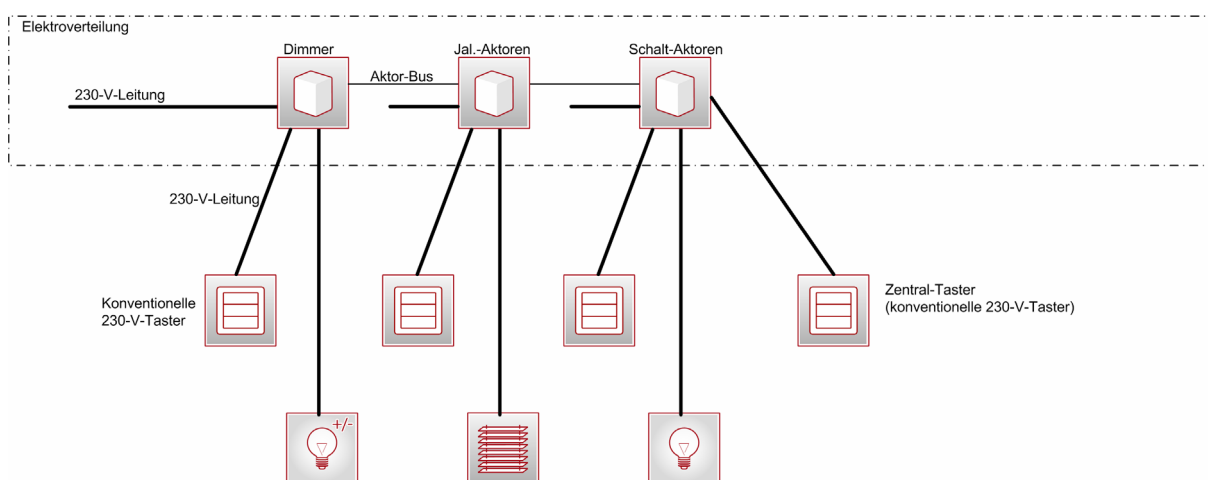 Elektroverteilung
Dimmer
Jal.-Aktoren
Schalt-Aktoren
Aktor-Bus
230-V-Leitung
230-V-Leitung
Konventionelle
230-V-Taster
Zentral-Taster
(konventionelle 230-V-Taster)
+/-